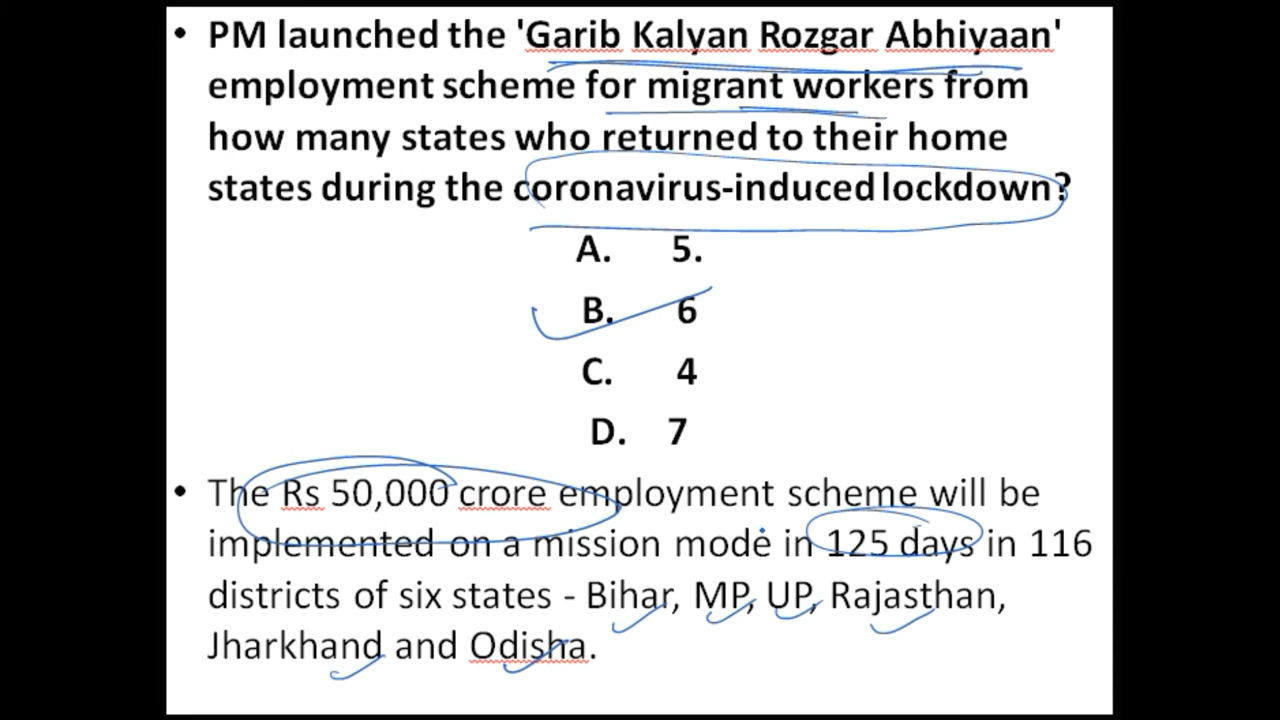 • PM launched the 'Garib Kalyan Rozgar Abhiyaan'
employment scheme for migrant workers from
how many states who returned to their home
states during the coronavirus-induced lockdown?
A. 5.
B. 6
C. 4
D. 7
• The Rs 50,000 crore employment scheme will be
implemented on a mission mode in 125 days in 116
districts of six states - Bihar, MP, UP, Rajasthan,
Jharkhand and Odisha.